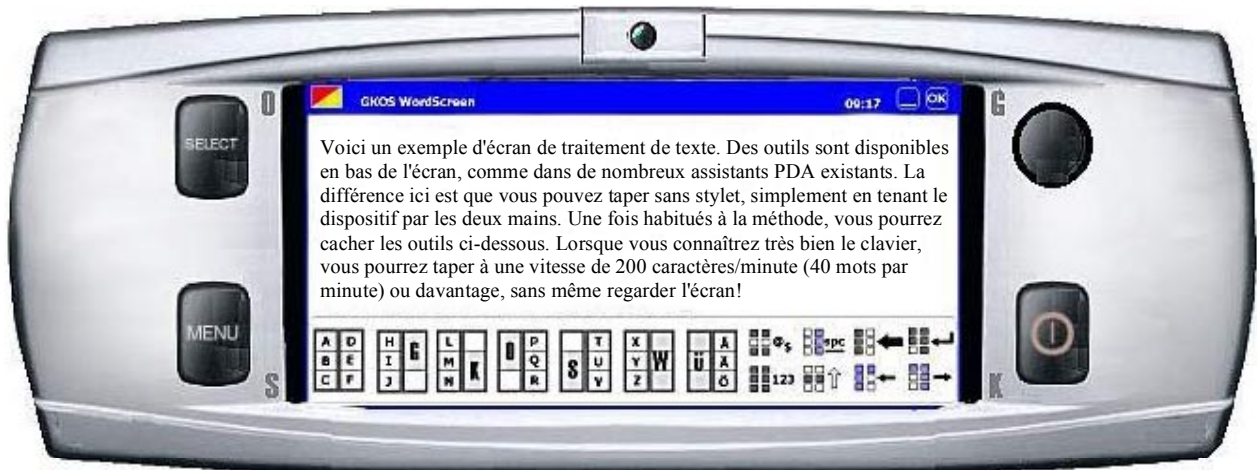 O
G
SELECT
GKOS WordScreen
09:17
OK
Voici un exemple d'écran de traitement de texte. Des outils sont disponibles
en bas de l'écran, comme dans de nombreux assistants PDA existants. La
différence ici est que vous pouvez taper sans stylet, simplement en tenant le
dispositif par les deux mains. Une fois habitués à la méthode, vous pourrez
cacher les outils ci-dessous. Lorsque vous connaîtrez très bien le clavier,
vous pourrez taper à une vitesse de 200 caractères/minute (40 mots par
minute) ou davantage, sans même regarder l'écran!
MENU
A D H G L O P T X W Ü Å @$ spc
B E I M K Q S U Y Ä
C F J N R V Z Ö 123
S
K